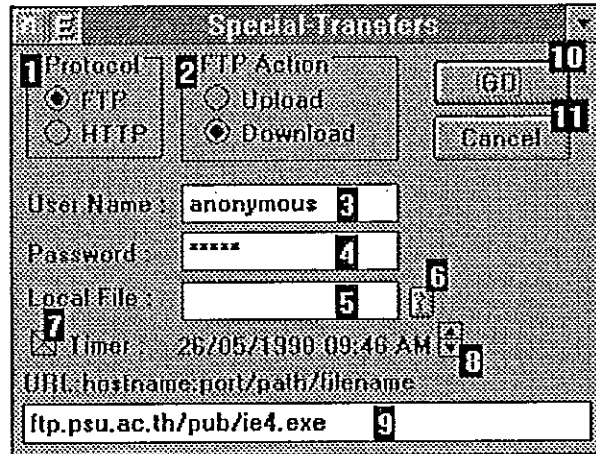 Special Transfers
1 Protocol
2 FTP Action
10
FTP
Upload
GO
HTTP
Download
11
Cancel
User Name : anonymous 3
Password : ***** 4
6
Local File : 5 ?
7 Timer : 26/05/1990 09:46 AM 8
URL:hostname:port/path/filename
ftp.psu.ac.th/pub/ie4.exe 9